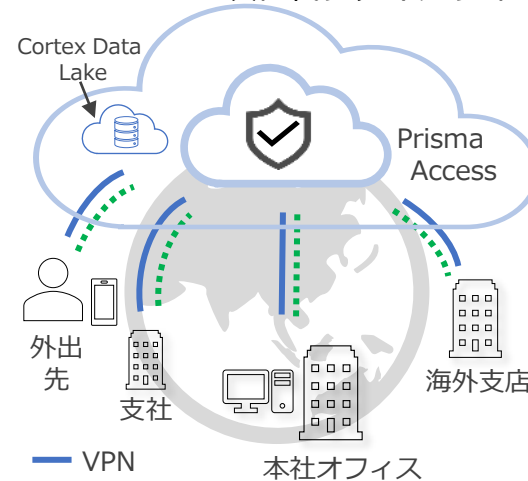 Cortex Data
Lake
Prisma
Access
外出
先
支社
海外支店
本社オフィス
VPN